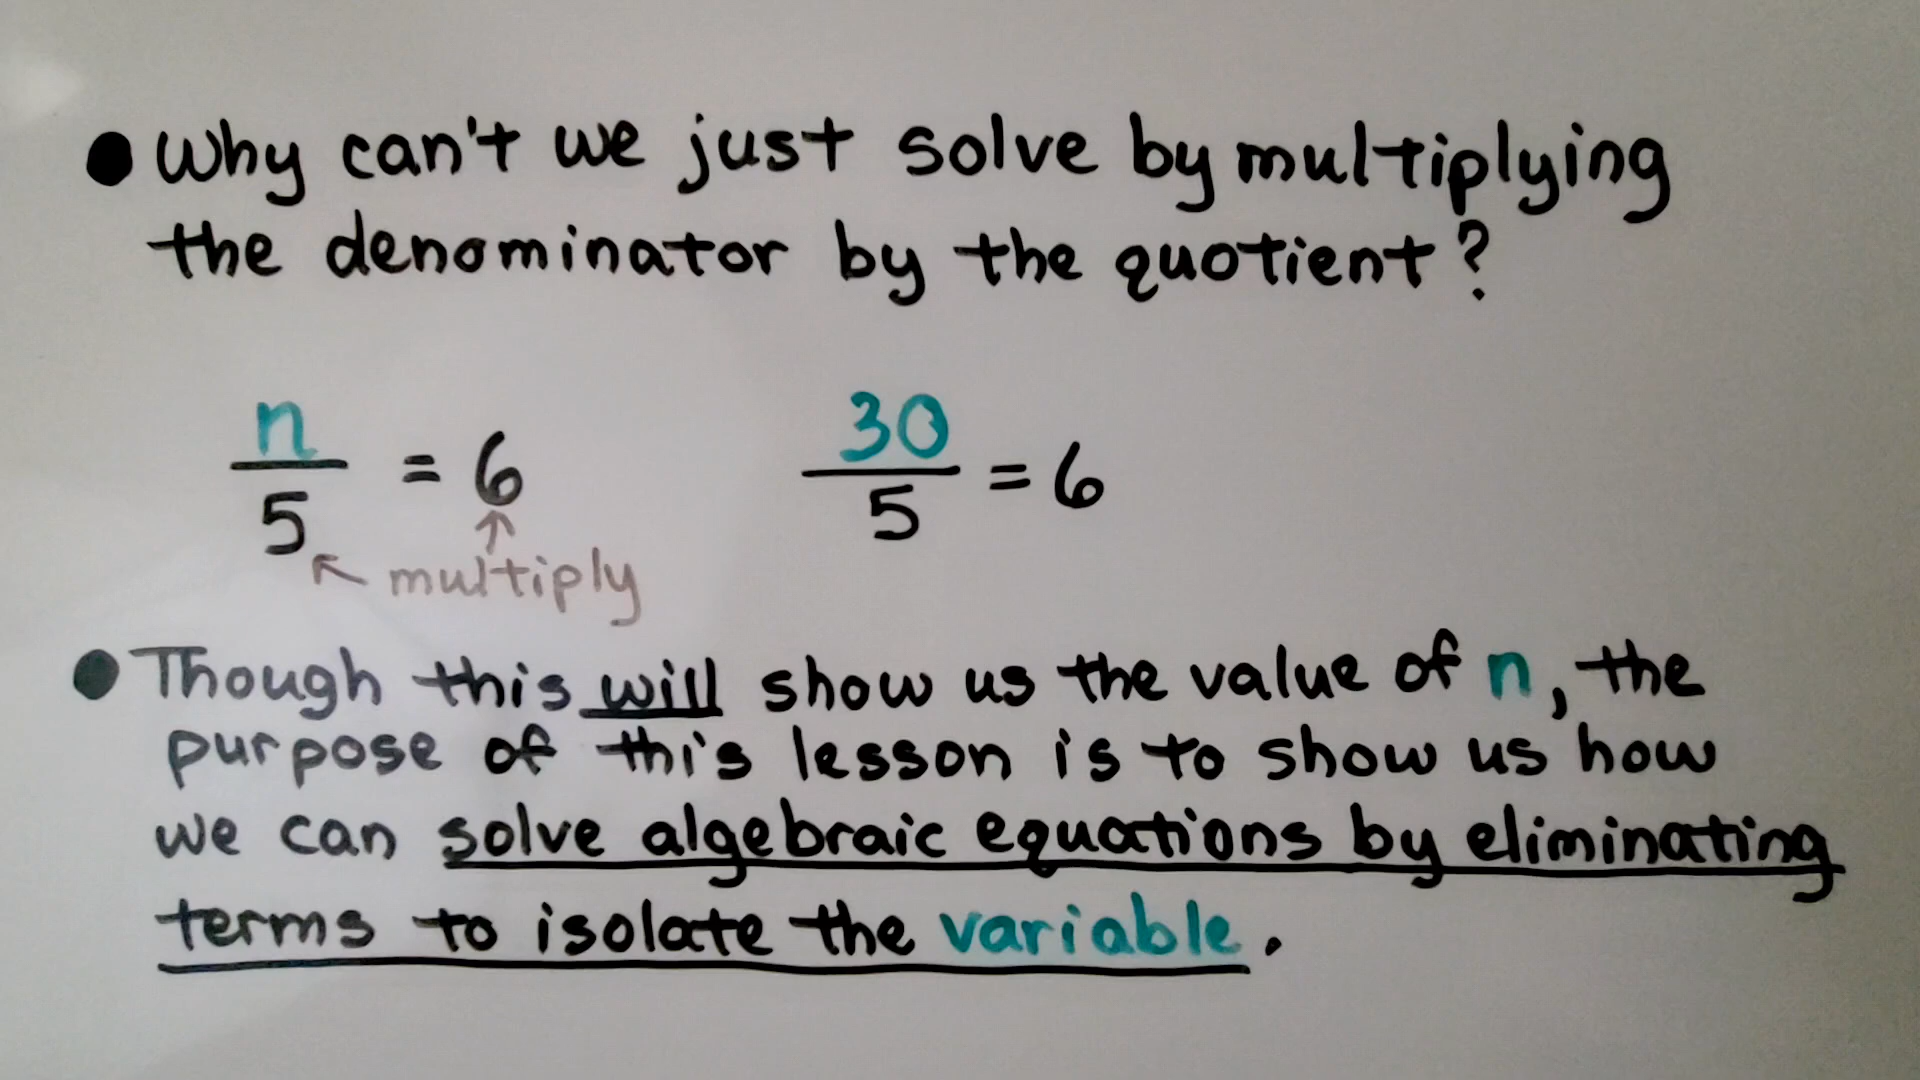 • Why can't we just solve by multiplying
the denominator by the quotient?
n/5 = 6 30/5 = 6
multiply
• Though this will show us the value of n, the
purpose of this lesson is to show us how
we can solve algebraic equations by eliminating
terms to isolate the variable.